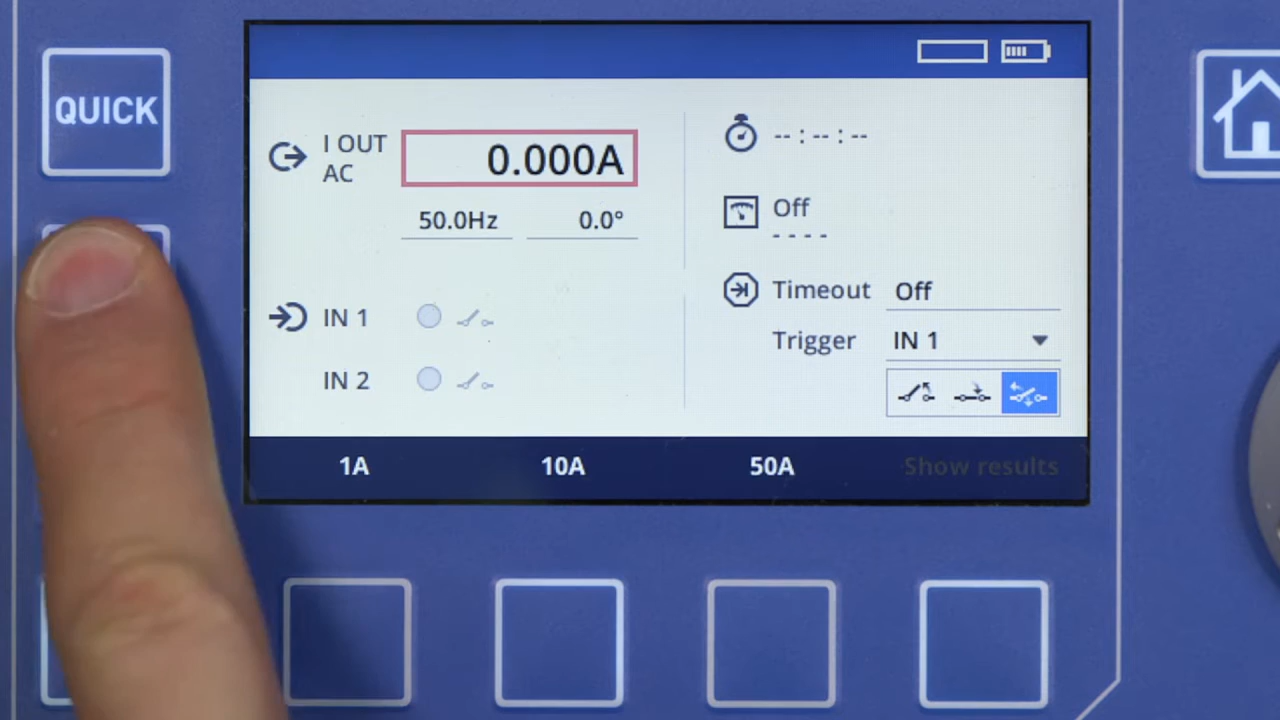 QUICK
I OUT
AC
0.000A
50.0Hz
0.0°
IN 1
IN 2
-- : -- : --
Off
- - - -
Timeout
Off
Trigger
IN 1
1A
10A
50A
Show results